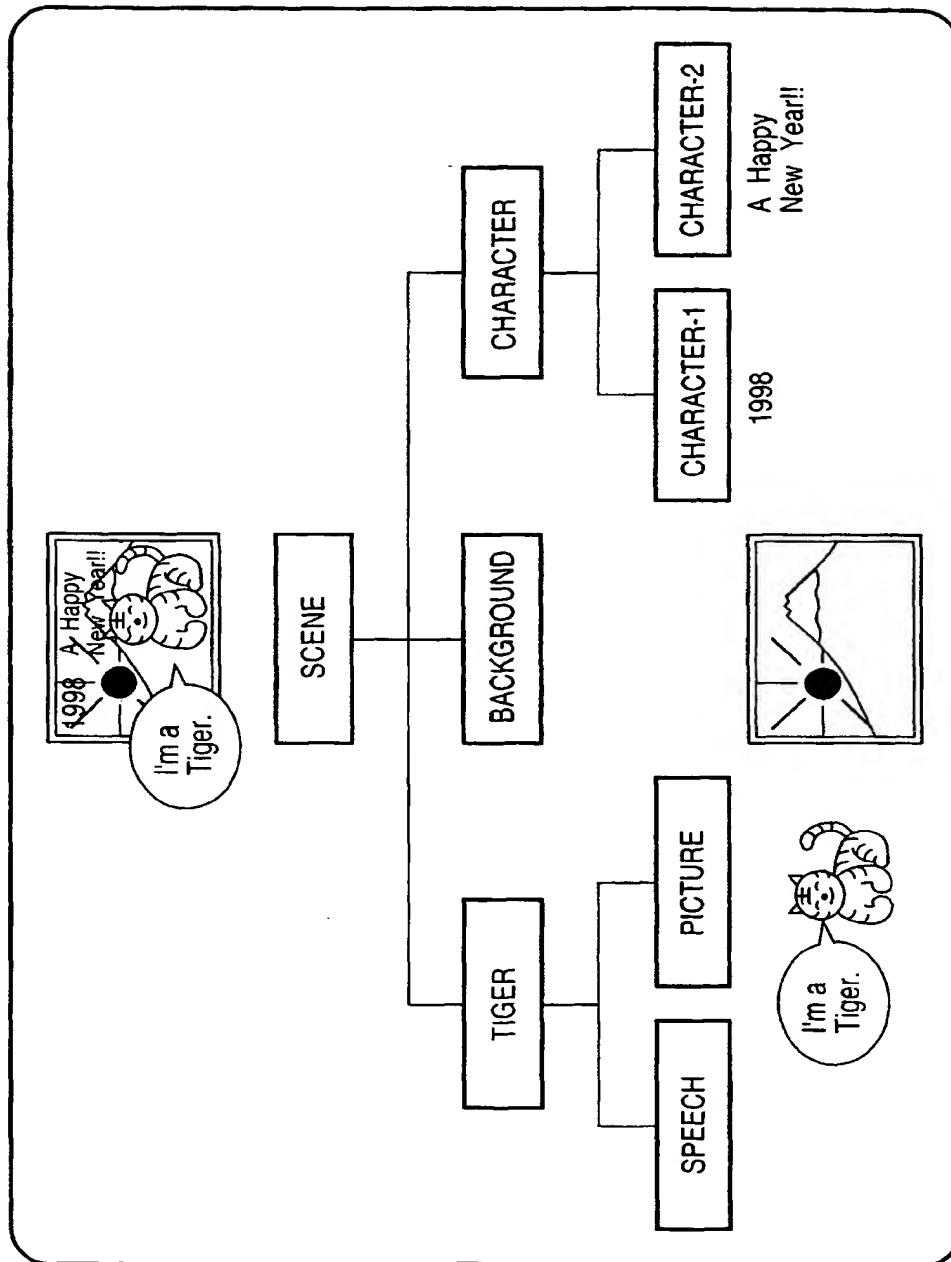 1998 A Happy
New Year!!
I'm a
Tiger.
SCENE
TIGER
BACKGROUND
CHARACTER
SPEECH
PICTURE
CHARACTER-1
CHARACTER-2
I'm a
Tiger.
1998
A Happy
New Year!!